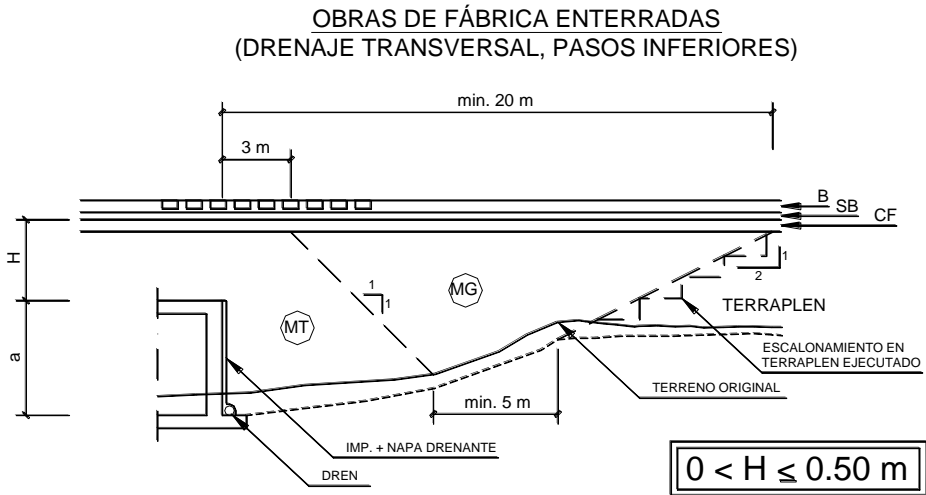 OBRAS DE FÁBRICA ENTERRADAS
(DRENAJE TRANSVERSAL, PASOS INFERIORES)
min. 20 m
3 m
B
SB
CF
H
1
1
MG
1
2
MT
TERRAPLEN
a
ESCALONAMIENTO EN
TERRAPLEN EJECUTADO
TERRENO ORIGINAL
min. 5 m
IMP. + NAPA DRENANTE
DREN
0 < H ≤ 0.50 m